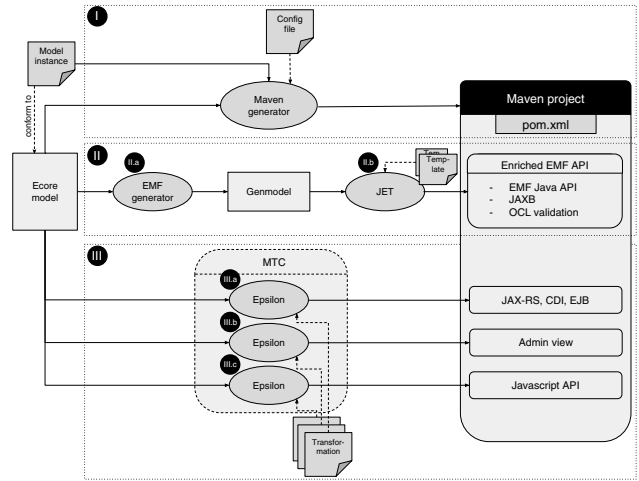 I
Config
file
Model
instance
conform to
Maven
generator
Maven project
pom.xml
II
II.a
II.b
Tem-
Temp-
late
Ecore
model
EMF
generator
Genmodel
JET
Enriched EMF API
- EMF Java API
- JAXB
- OCL validation
III
MTC
III.a
Epsilon
JAX-RS, CDI, EJB
III.b
Epsilon
Admin view
III.c
Epsilon
Javascript API
Transfor-
mation